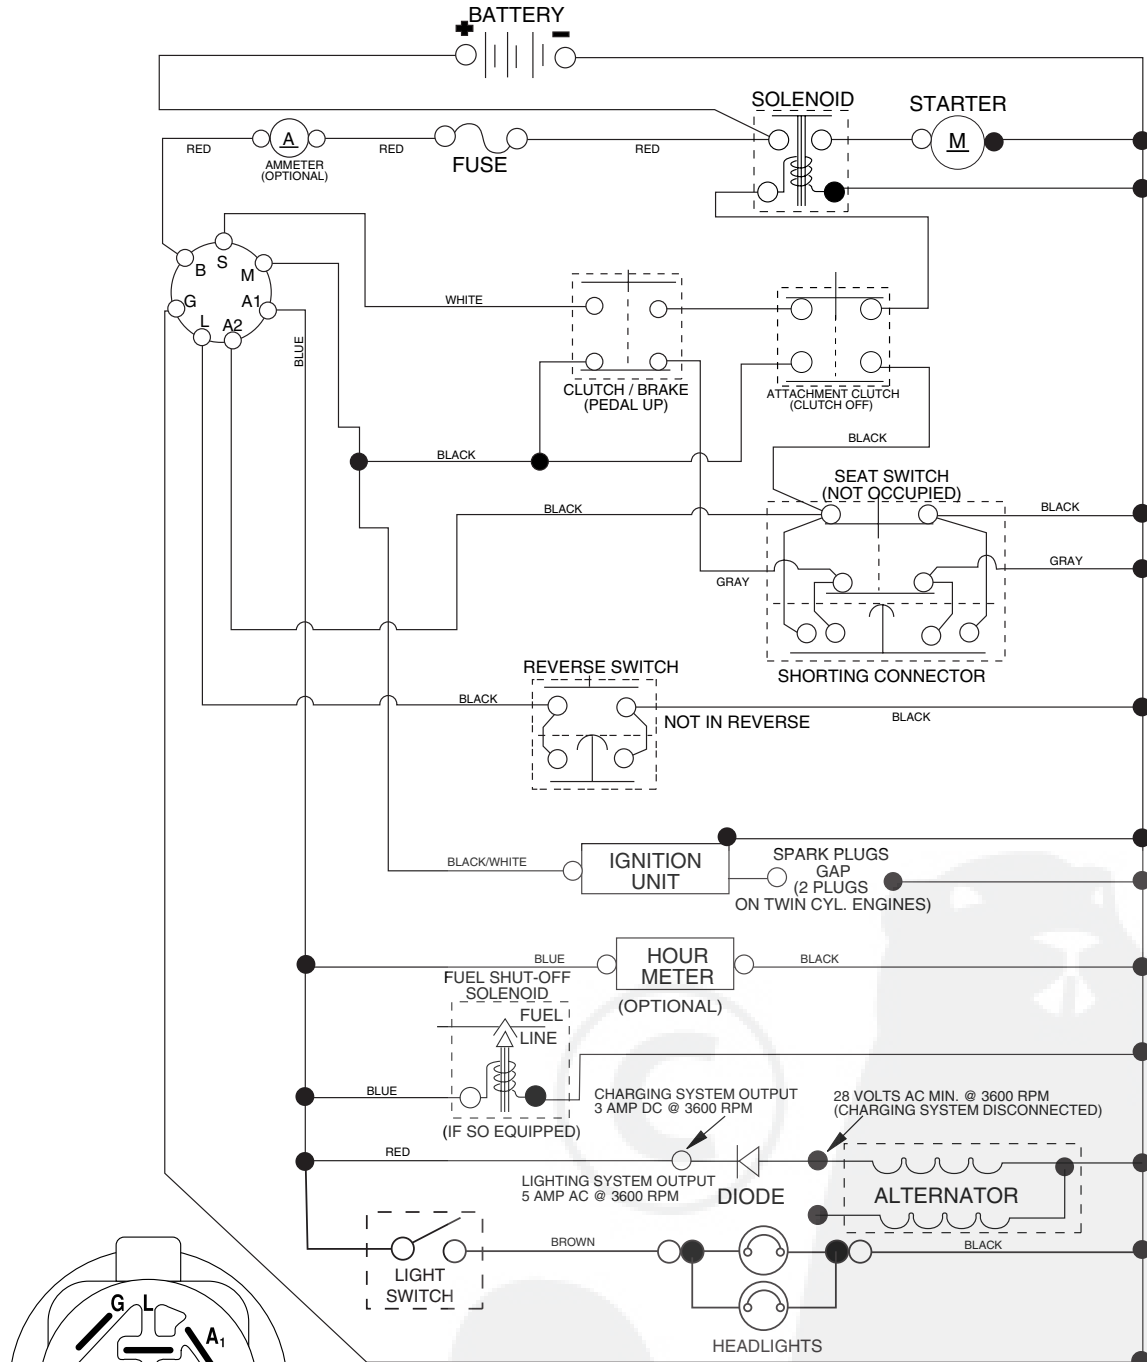 BATTERY
+ -
SOLENOID
STARTER
A
M
RED
RED
RED
AMMETER
(OPTIONAL)
FUSE
B
S
M
G
A1
L
A2
WHITE
BLUE
CLUTCH / BRAKE
(PEDAL UP)
ATTACHMENT CLUTCH
(CLUTCH OFF)
BLACK
BLACK
SEAT SWITCH
(NOT OCCUPIED)
BLACK
BLACK
GRAY
GRAY
SHORTING CONNECTOR
REVERSE SWITCH
BLACK
NOT IN REVERSE
BLACK
BLACK/WHITE
IGNITION
UNIT
SPARK PLUGS
GAP
(2 PLUGS
ON TWIN CYL. ENGINES)
BLUE
HOUR
METER
BLACK
(OPTIONAL)
FUEL SHUT-OFF
SOLENOID
FUEL
LINE
BLUE
(IF SO EQUIPPED)
CHARGING SYSTEM OUTPUT
3 AMP DC @ 3600 RPM
28 VOLTS AC MIN. @ 3600 RPM
(CHARGING SYSTEM DISCONNECTED)
RED
LIGHTING SYSTEM OUTPUT
5 AMP AC @ 3600 RPM
DIODE
ALTERNATOR
BROWN
BLACK
LIGHT
SWITCH
HEADLIGHTS
G L
A1
©